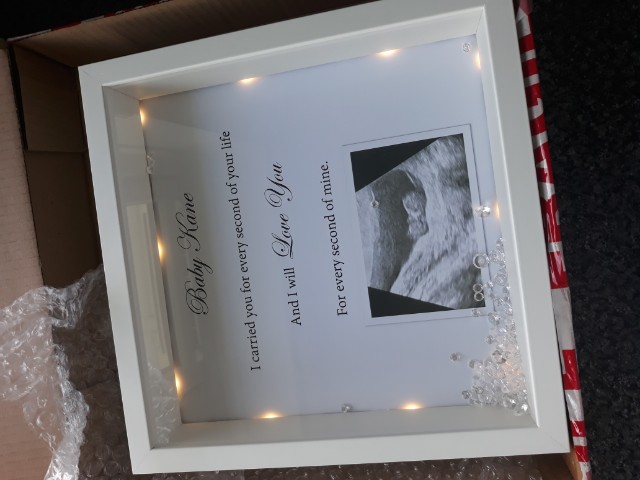 Baby Kane
I carried you for every second of your life
And I will Love You
For every second of mine.